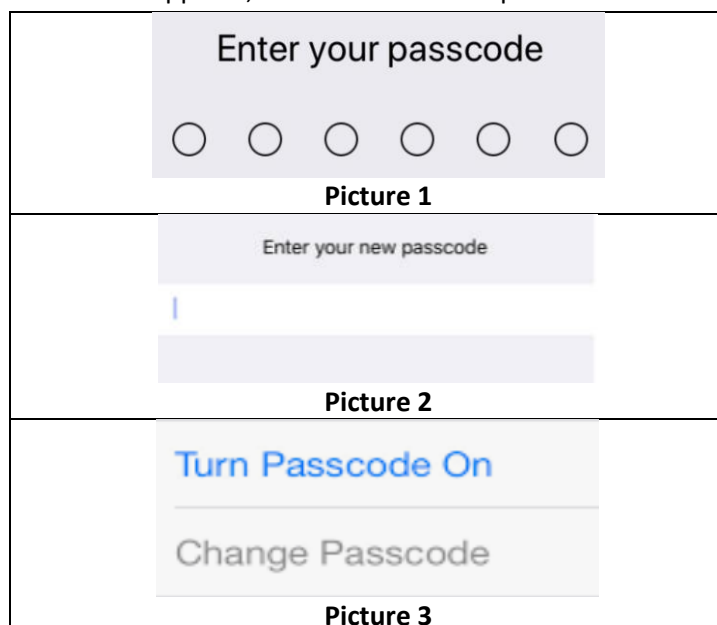 Enter your passcode
Picture 1
Enter your new passcode
Picture 2
Turn Passcode On
Change Passcode
Picture 3